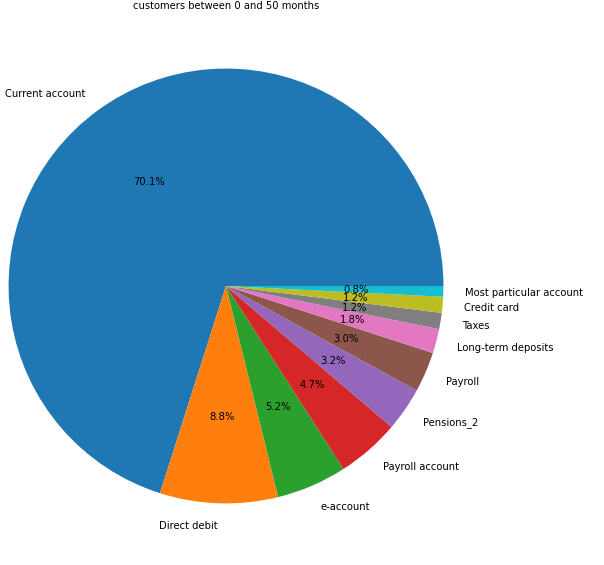 customers between 0 and 50 months
Current account
70.1%
0.8%
Most particular account
1.2%
Credit card
1.2%
Taxes
1.8%
Long-term deposits
3.0%
Payroll
3.2%
Pensions_2
4.7%
Payroll account
5.2%
e-account
8.8%
Direct debit